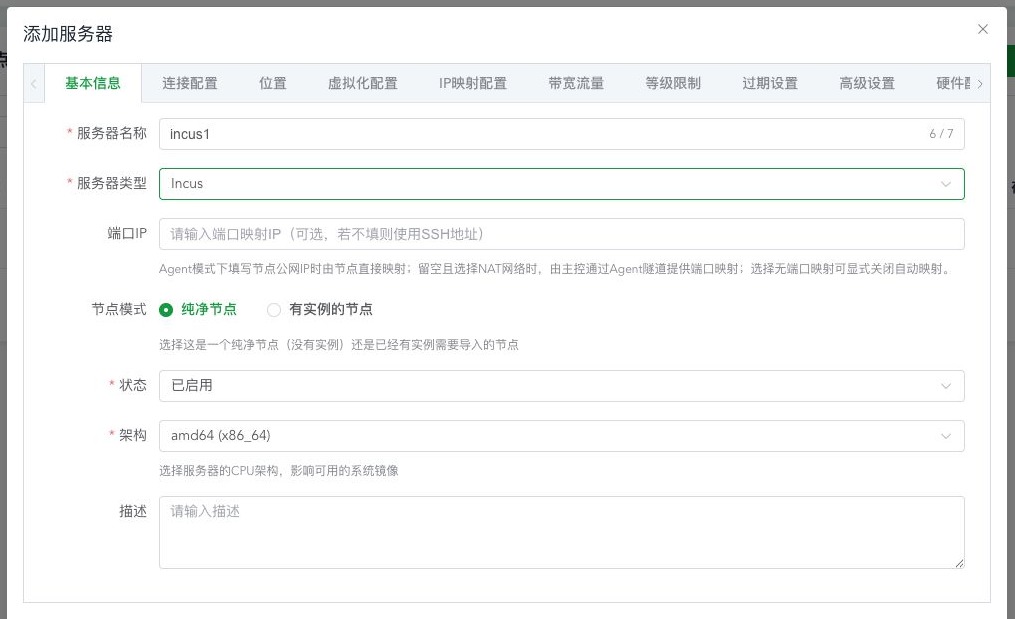 添加服务器
基本信息 连接配置 位置 虚拟化配置 IP映射配置 带宽流量 等级限制 过期设置 高级设置 硬件
* 服务器名称 incus1 6 / 7
* 服务器类型 Incus
端口IP 请输入端口映射IP（可选，若不填则使用SSH地址）
Agent模式下填写节点公网IP时由节点直接映射；留空且选择NAT网络时，由主控通过Agent隧道提供端口映射；选择无端口映射可显式关闭自动映射。
节点模式 纯净节点 有实例的节点
选择这是一个纯净节点（没有实例）还是已经有实例需要导入的节点
* 状态 已启用
* 架构 amd64 (x86_64)
选择服务器的CPU架构，影响可用的系统镜像
描述 请输入描述